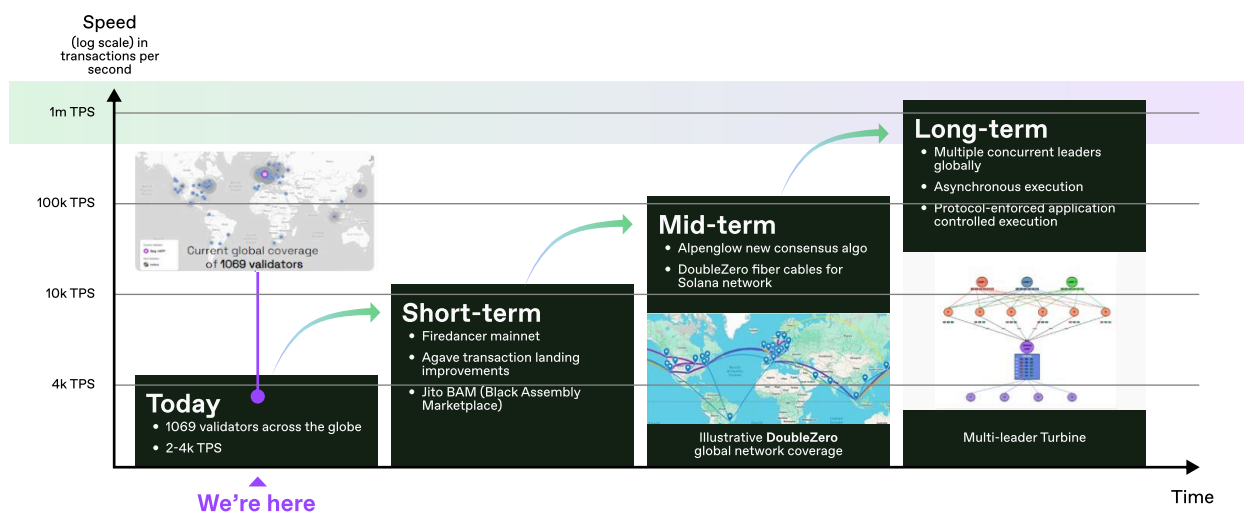 Speed
(log scale) in
transactions per
second
1m TPS
100k TPS
10k TPS
4k TPS
Current global coverage
of 1069 validators
Today
• 1069 validators across the globe
• 2-4k TPS
We're here
Short-term
• Firedancer mainnet
• Agave transaction landing
improvements
• Jito BAM (Black Assembly
Marketplace)
Mid-term
• Alpenglow new consensus algo
• DoubleZero fiber cables for
Solana network
Illustrative DoubleZero
global network coverage
Long-term
• Multiple concurrent leaders
globally
• Asynchronous execution
• Protocol-enforced application
controlled execution
Multi-leader Turbine
Time